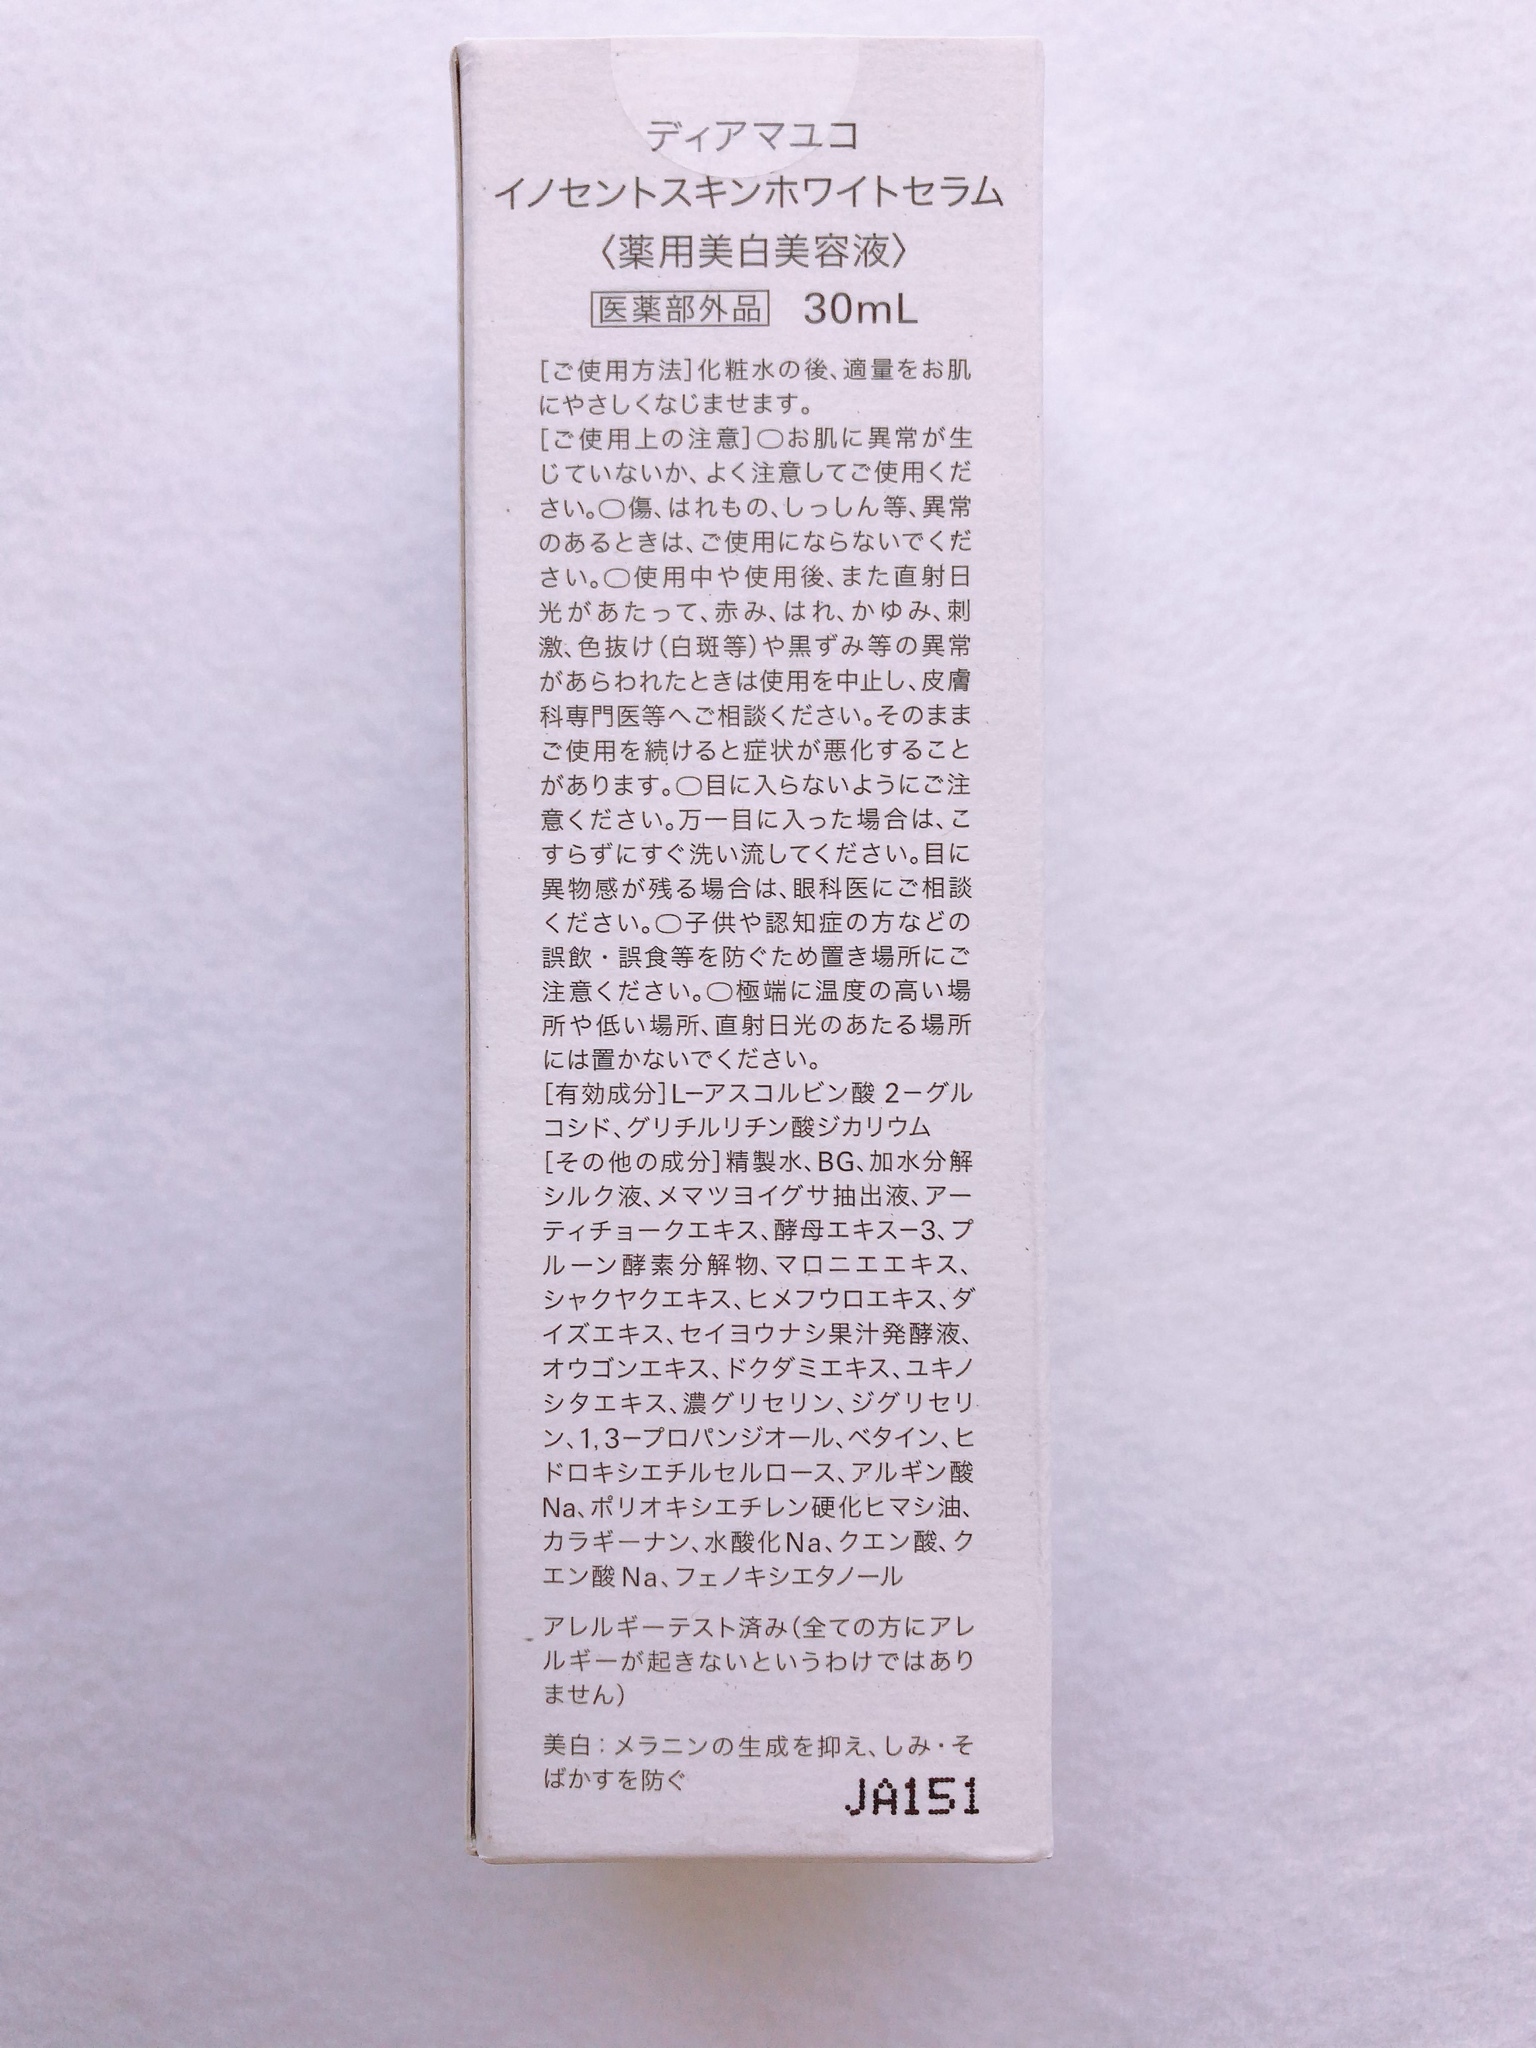 ディアマユコ
イノセントスキンホワイトセラム
〈薬用美白美容液〉
医薬部外品 30mL
[ご使用方法]化粧水の後、適量をお肌
にやさしくなじませます。
[ご使用上の注意]○お肌に異常が生
じていないか、よく注意してご使用くだ
さい。○傷、はれもの、しっしん等、異常
のあるときは、ご使用にならないでくだ
さい。○使用中や使用後、また直射日
光があたって、赤み、はれ、かゆみ、刺
激、色抜け(白斑等)や黒ずみ等の異常
があらわれたときは使用を中止し、皮膚
科専門医等へご相談ください。そのまま
ご使用を続けると症状が悪化すること
があります。○目に入らないようにご注
意ください。万一目に入った場合は、こ
すらずにすぐ洗い流してください。目に
異物感が残る場合は、眼科医にご相談
ください。○子供や認知症の方などの
誤飲・誤食等を防ぐため置き場所にご
注意ください。○極端に温度の高い場
所や低い場所、直射日光のあたる場所
には置かないでください。
[有効成分]L−アスコルビン酸 2−グル
コシド、グリチルリチン酸ジカリウム
[その他の成分]精製水、BG、加水分解
シルク液、メマツヨイグサ抽出液、アー
ティチョークエキス、酵母エキス−3、プ
ルーン酵素分解物、マロニエエキス、
シャクヤクエキス、ヒメフウロエキス、ダ
イズエキス、セイヨウナシ果汁発酵液、
オウゴンエキス、ドクダミエキス、ユキノ
シタエキス、濃グリセリン、ジグリセリ
ン、1,3−プロパンジオール、ベタイン、ヒ
ドロキシエチルセルロース、アルギン酸
Na、ポリオキシエチレン硬化ヒマシ油、
カラギーナン、水酸化Na、クエン酸、ク
エン酸Na、フェノキシエタノール
アレルギーテスト済み(全ての方にアレ
ルギーが起きないというわけではあり
ません)
美白：メラニンの生成を抑え、しみ・そ
ばかすを防ぐ
JA151